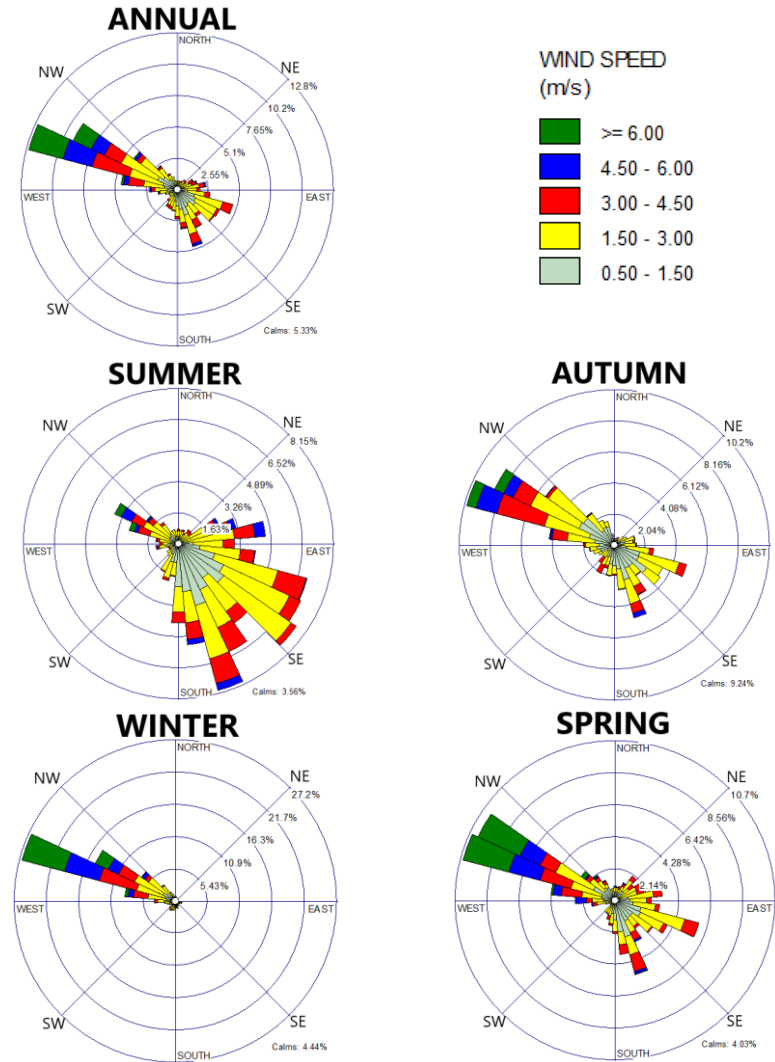 ANNUAL
NORTH
NW
NE
12.8%
10.2%
7.65%
5.1%
2.55%
WEST
EAST
SW
SE
SOUTH
Calms: 5.33%
WIND SPEED
(m/s)
>= 6.00
4.50 - 6.00
3.00 - 4.50
1.50 - 3.00
0.50 - 1.50
SUMMER
NORTH
NW
NE
8.15%
6.52%
4.89%
3.26%
1.63%
WEST
EAST
SW
SE
SOUTH
Calms: 3.56%
AUTUMN
NORTH
NW
NE
10.2%
8.16%
6.12%
4.08%
2.04%
WEST
EAST
SW
SE
SOUTH
Calms: 9.24%
WINTER
NORTH
NW
NE
27.2%
21.7%
16.3%
10.9%
5.43%
WEST
EAST
SW
SE
SOUTH
Calms: 4.44%
SPRING
NORTH
NW
NE
10.7%
8.56%
6.42%
4.28%
2.14%
WEST
EAST
SW
SE
SOUTH
Calms: 4.03%